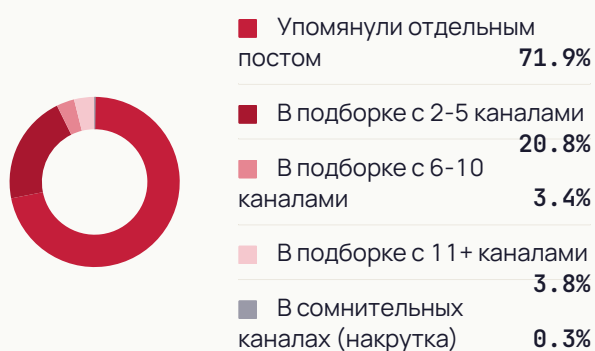 Упомянули отдельным
постом 71.9%
В подборке с 2-5 каналами
20.8%
В подборке с 6-10
каналами 3.4%
В подборке с 11+ каналами
3.8%
В сомнительных
каналах (накрутка) 0.3%